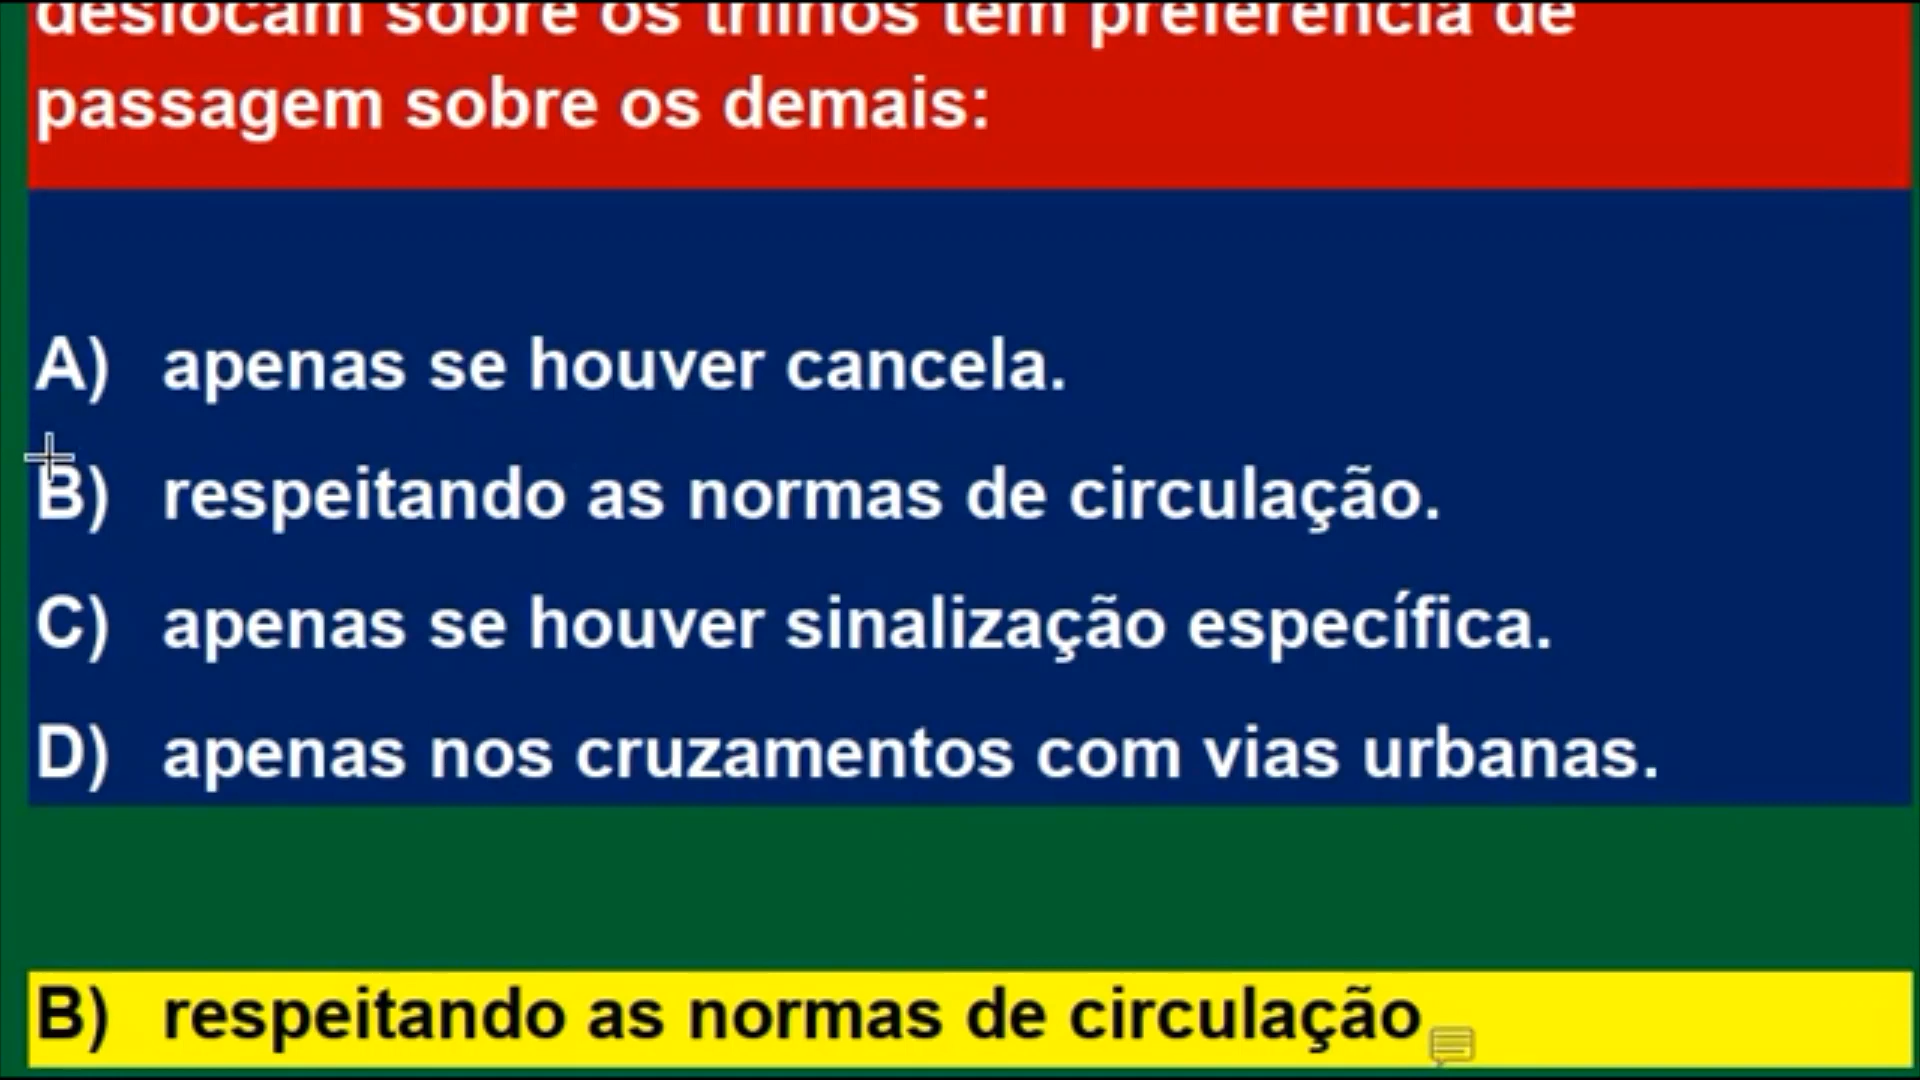 deslocam sobre os trilhos têm preferência de
passagem sobre os demais:
A) apenas se houver cancela.
B) respeitando as normas de circulação.
C) apenas se houver sinalização específica.
D) apenas nos cruzamentos com vias urbanas.
B) respeitando as normas de circulação